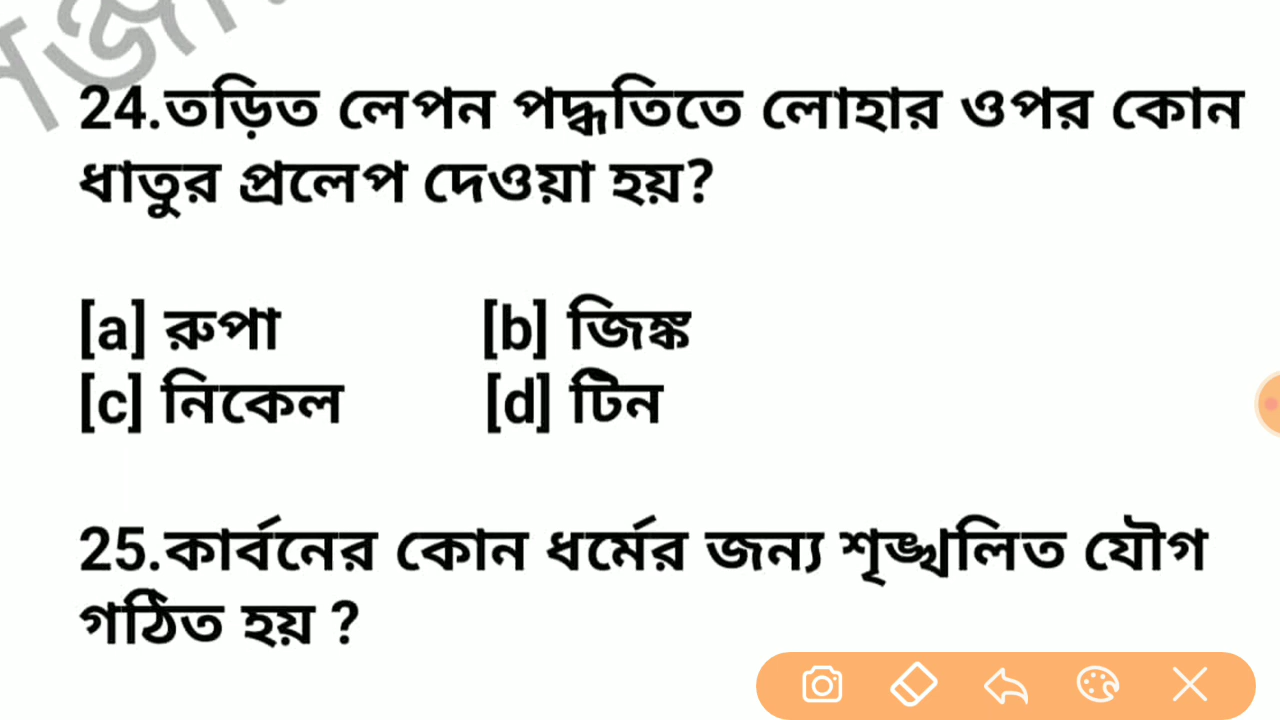 24.তড়িত লেপন পদ্ধতিতে লোহার ওপর কোন
ধাতুর প্রলেপ দেওয়া হয়?
[a] রুপা [b] জিঙ্ক
[c] নিকেল [d] টিন
25.কার্বনের কোন ধর্মের জন্য শৃঙ্খলিত যৌগ
গঠিত হয় ?